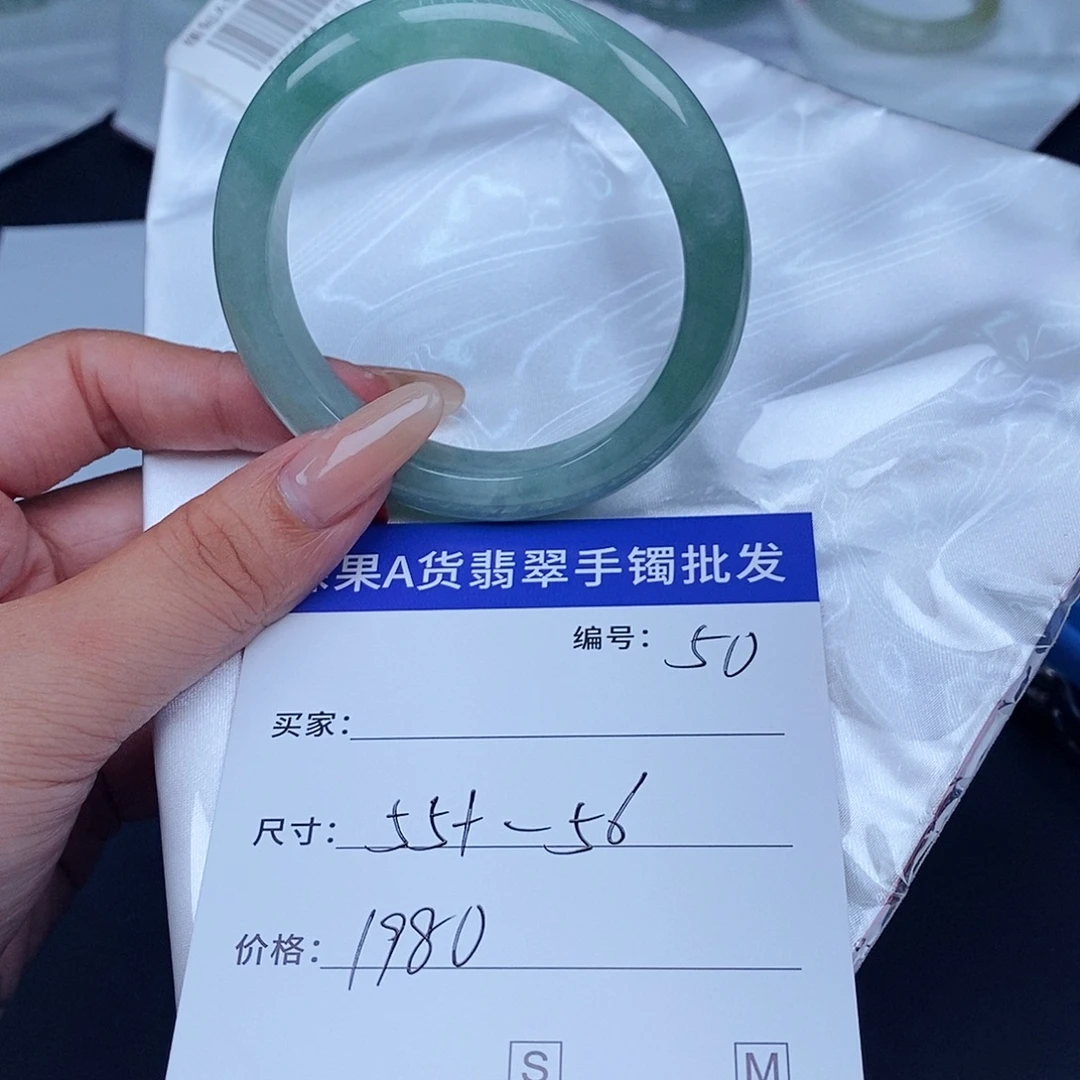 果A货翡翠手镯批发
编号: 50
买家:
尺寸: 55+-56
价格: 1980
S M